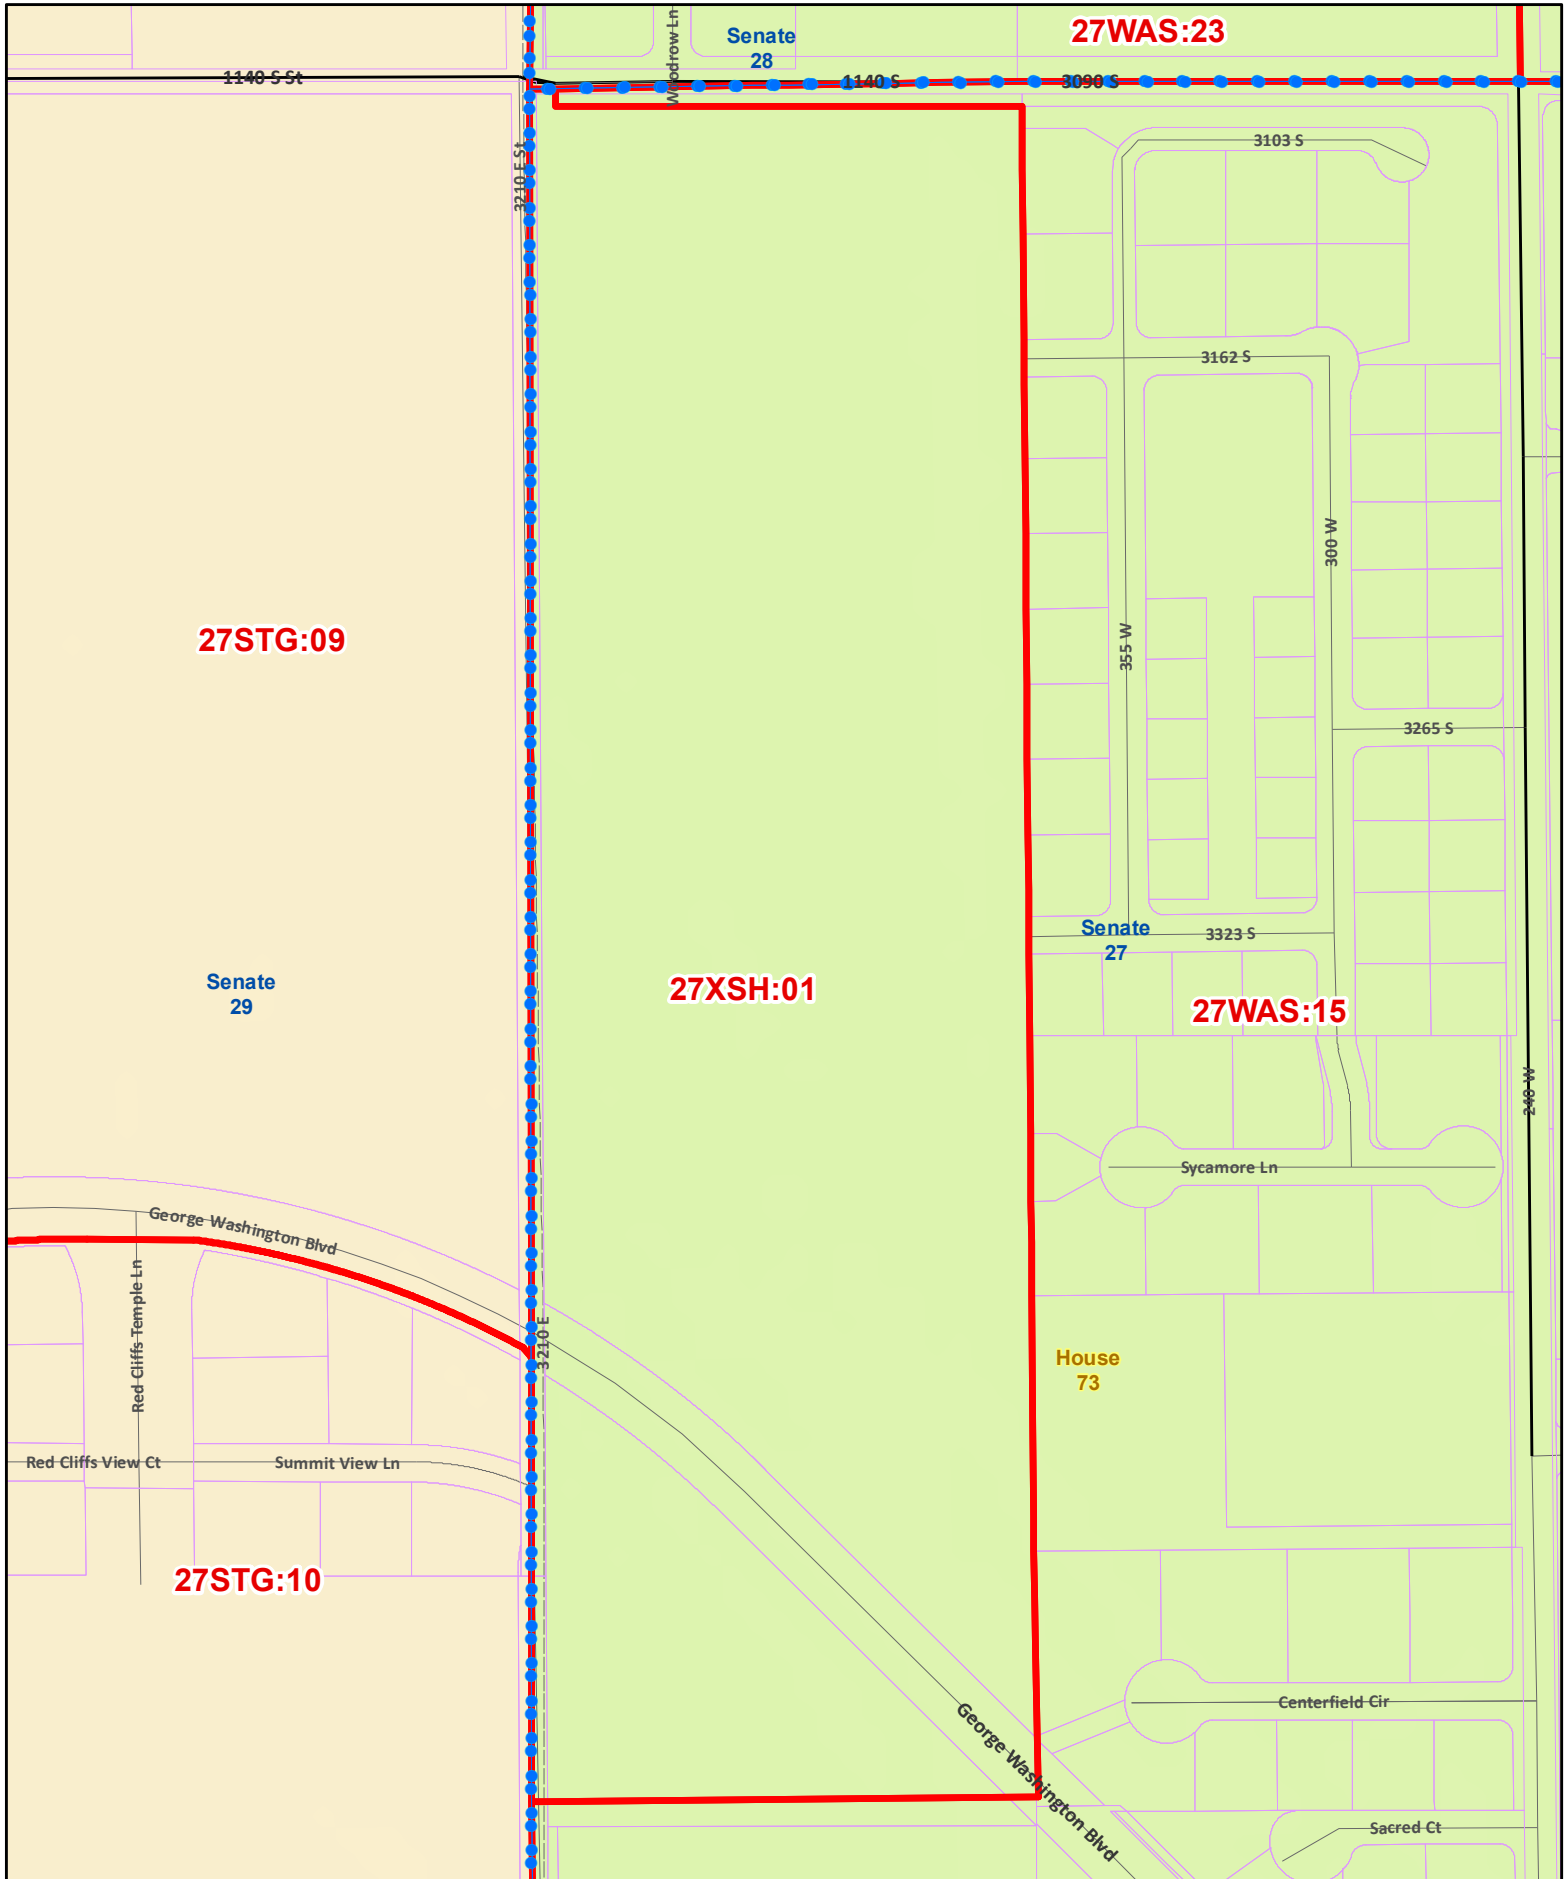 Woodrow Ln
Senate
28
27WAS:23
1140 S St
1140 S
3090 S
3210 E St
3103 S
3162 S
300 W
355 W
27STG:09
3265 S
Senate
27
3323 S
Senate
29
27XSH:01
27WAS:15
240 W
Sycamore Ln
George Washington Blvd
Red Cliffs Temple Ln
3210 E
House
73
Red Cliffs View Ct
Summit View Ln
27STG:10
George Washington Blvd
Centerfield Cir
Sacred Ct